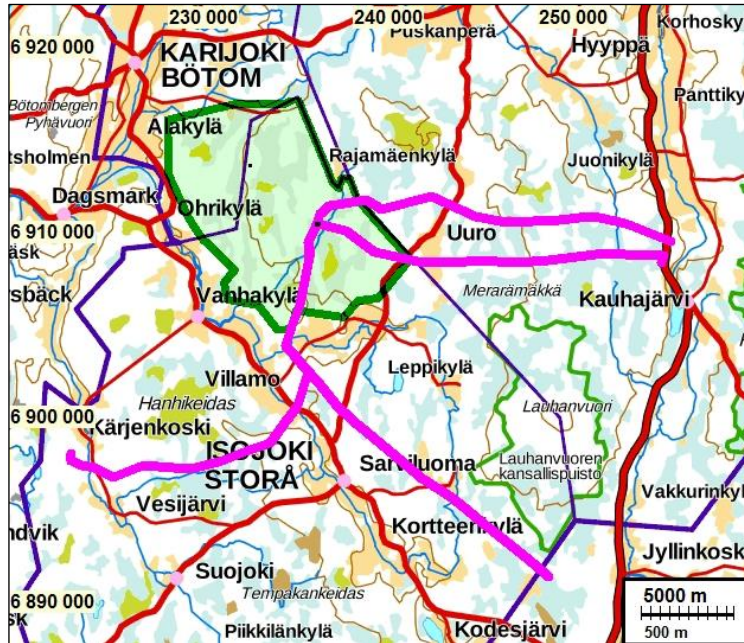 230 000
240 000
250 000
Korhosky
6 920 000
KARIJOKI
BÖTOM
Puskanperä
Hyyppä
Panttiky
Bötombergen
Pyhävuori
Alakylä
tsholmen
Rajamäenkylä
Juonikylä
Dagsmark
Ohrikylä
6 910 000
Uuro
äsk
sbäck
Vanhakylä
Merarämäkkä
Kauhajärvi
Leppikylä
Villamo
Hanhikeidas
Lauhanvuori
6 900 000
Kärjenkoski
ISOJOKI
STORÅ
Sarviluoma
Lauhanvuoren
kansallispuisto
Vakkurinkyl
Vesijärvi
ndvik
Kortteenkylä
Jyllinkosk
Suojoki
Tempakankeidas
5000 m
6 890 000
500 m
sk
Piikkilänkylä
Kodesjärvi